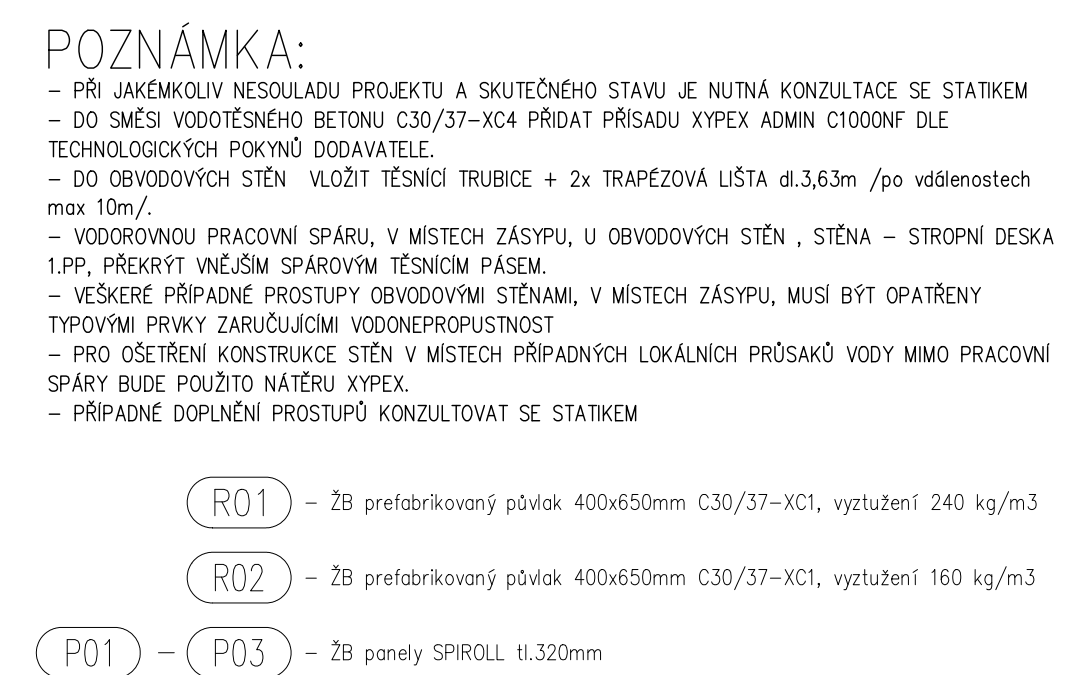 POZNÁMKA:
– PŘI JAKÉMKOLIV NESOULADU PROJEKTU A SKUTEČNÉHO STAVU JE NUTNÁ KONZULTACE SE STATIKEM
– DO SMĚSI VODOTĚSNÉHO BETONU C30/37–XC4 PŘIDAT PŘÍSADU XYPEX ADMIN C1000NF DLE
TECHNOLOGICKÝCH POKYNŮ DODAVATELE.
– DO OBVODOVÝCH STĚN VLOŽIT TĚSNÍCÍ TRUBICE + 2x TRAPÉZOVÁ LIŠTA dl.3,63m /po vdálenostech
max 10m/.
– VODOROVNOU PRACOVNÍ SPÁRU, V MÍSTECH ZÁSYPU, U OBVODOVÝCH STĚN , STĚNA – STROPNÍ DESKA
1.PP, PŘEKRÝT VNĚJŠÍM SPÁROVÝM TĚSNÍCÍM PÁSEM.
– VEŠKERÉ PŘÍPADNÉ PROSTUPY OBVODOVÝMI STĚNAMI, V MÍSTECH ZÁSYPU, MUSÍ BÝT OPATŘENY
TYPOVÝMI PRVKY ZARUČUJÍCÍMI VODONEPROPUSTNOST
– PRO OŠETŘENÍ KONSTRUKCE STĚN V MÍSTECH PŘÍPADNÝCH LOKÁLNÍCH PRŮSAKŮ VODY MIMO PRACOVNÍ
SPÁRY BUDE POUŽITO NÁTĚRU XYPEX.
– PŘÍPADNÉ DOPLNĚNÍ PROSTUPŮ KONZULTOVAT SE STATIKEM
R01 – ŽB prefabrikovaný půvlak 400x650mm C30/37–XC1, vyztužení 240 kg/m3
R02 – ŽB prefabrikovaný půvlak 400x650mm C30/37–XC1, vyztužení 160 kg/m3
P01 – P03 – ŽB panely SPIROLL tl.320mm